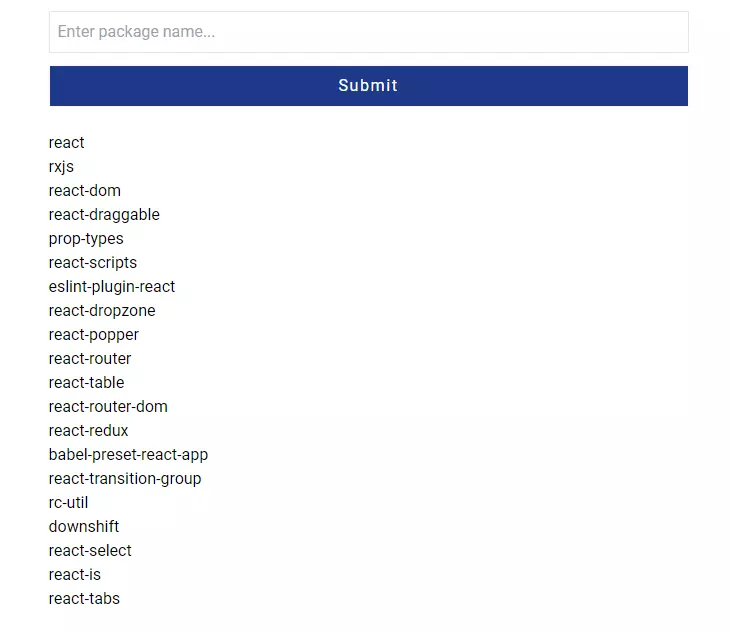 Enter package name...
Submit
react
rxjs
react-dom
react-draggable
prop-types
react-scripts
eslint-plugin-react
react-dropzone
react-popper
react-router
react-table
react-router-dom
react-redux
babel-preset-react-app
react-transition-group
rc-util
downshift
react-select
react-is
react-tabs